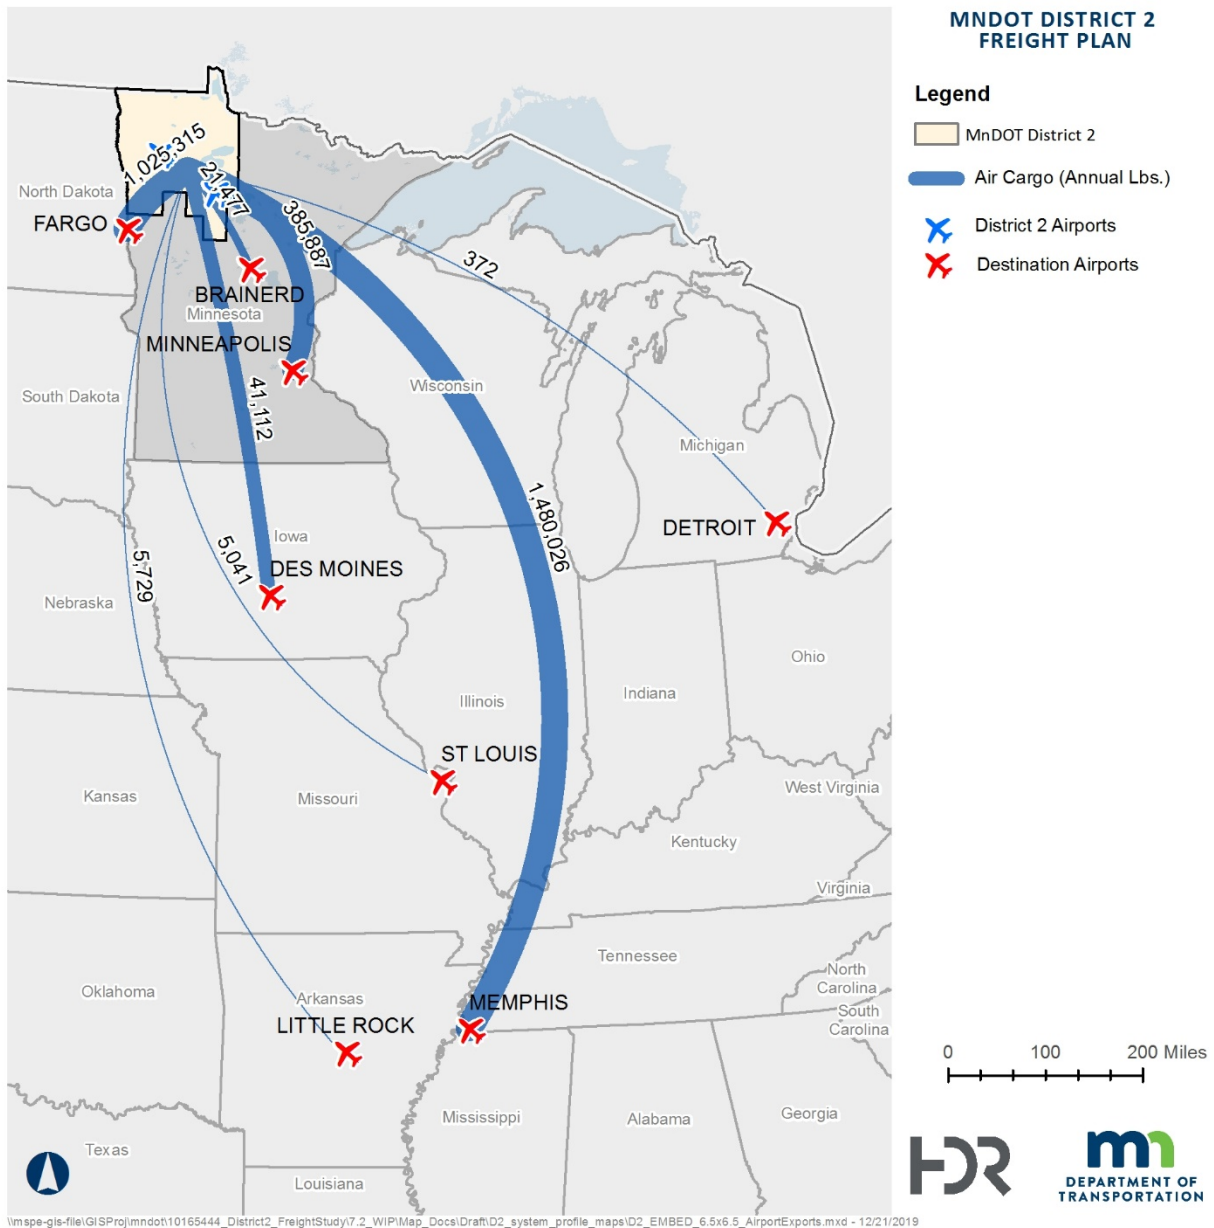 MNDOT DISTRICT 2
FREIGHT PLAN
Legend
MnDOT District 2
Air Cargo (Annual Lbs.)
District 2 Airports
Destination Airports
1,025,315
21,477
385,887
North Dakota
FARGO
372
BRAINERD
Minnesota
MINNEAPOLIS
Wisconsin
South Dakota
41,112
Michigan
1,480,026
DETROIT
Iowa
5,041
5,729
DES MOINES
Nebraska
Ohio
Indiana
Illinois
ST LOUIS
West Virginia
Kansas
Missouri
Kentucky
Virginia
Tennessee
North
Carolina
Oklahoma
Arkansas
MEMPHIS
South
Carolina
LITTLE ROCK
0 100 200 Miles
Mississippi
Alabama
Georgia
Texas
Louisiana
HDR
mn
DEPARTMENT OF
TRANSPORTATION
\\mspe-gis-file\GISProj\mndot\10165444_District2_FreightStudy\7.2_WIP\Map_Docs\Draft\D2_system_profile_maps\D2_EMBED_6.5x6.5_AirportExports.mxd - 12/21/2019